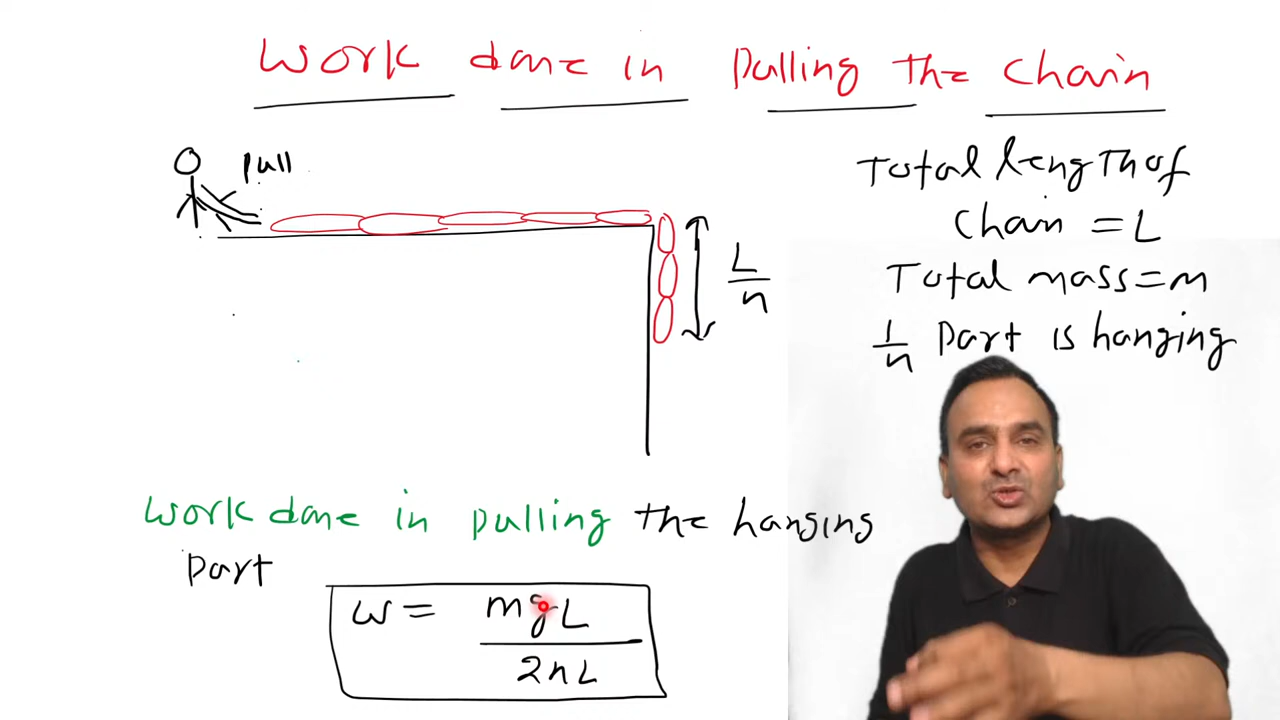 Work done in pulling the chain
pull
Total length of
chain = L
Total mass = m
1/n part is hanging
L/n
Work done in pulling the hanging
part
W = mgL/2nL